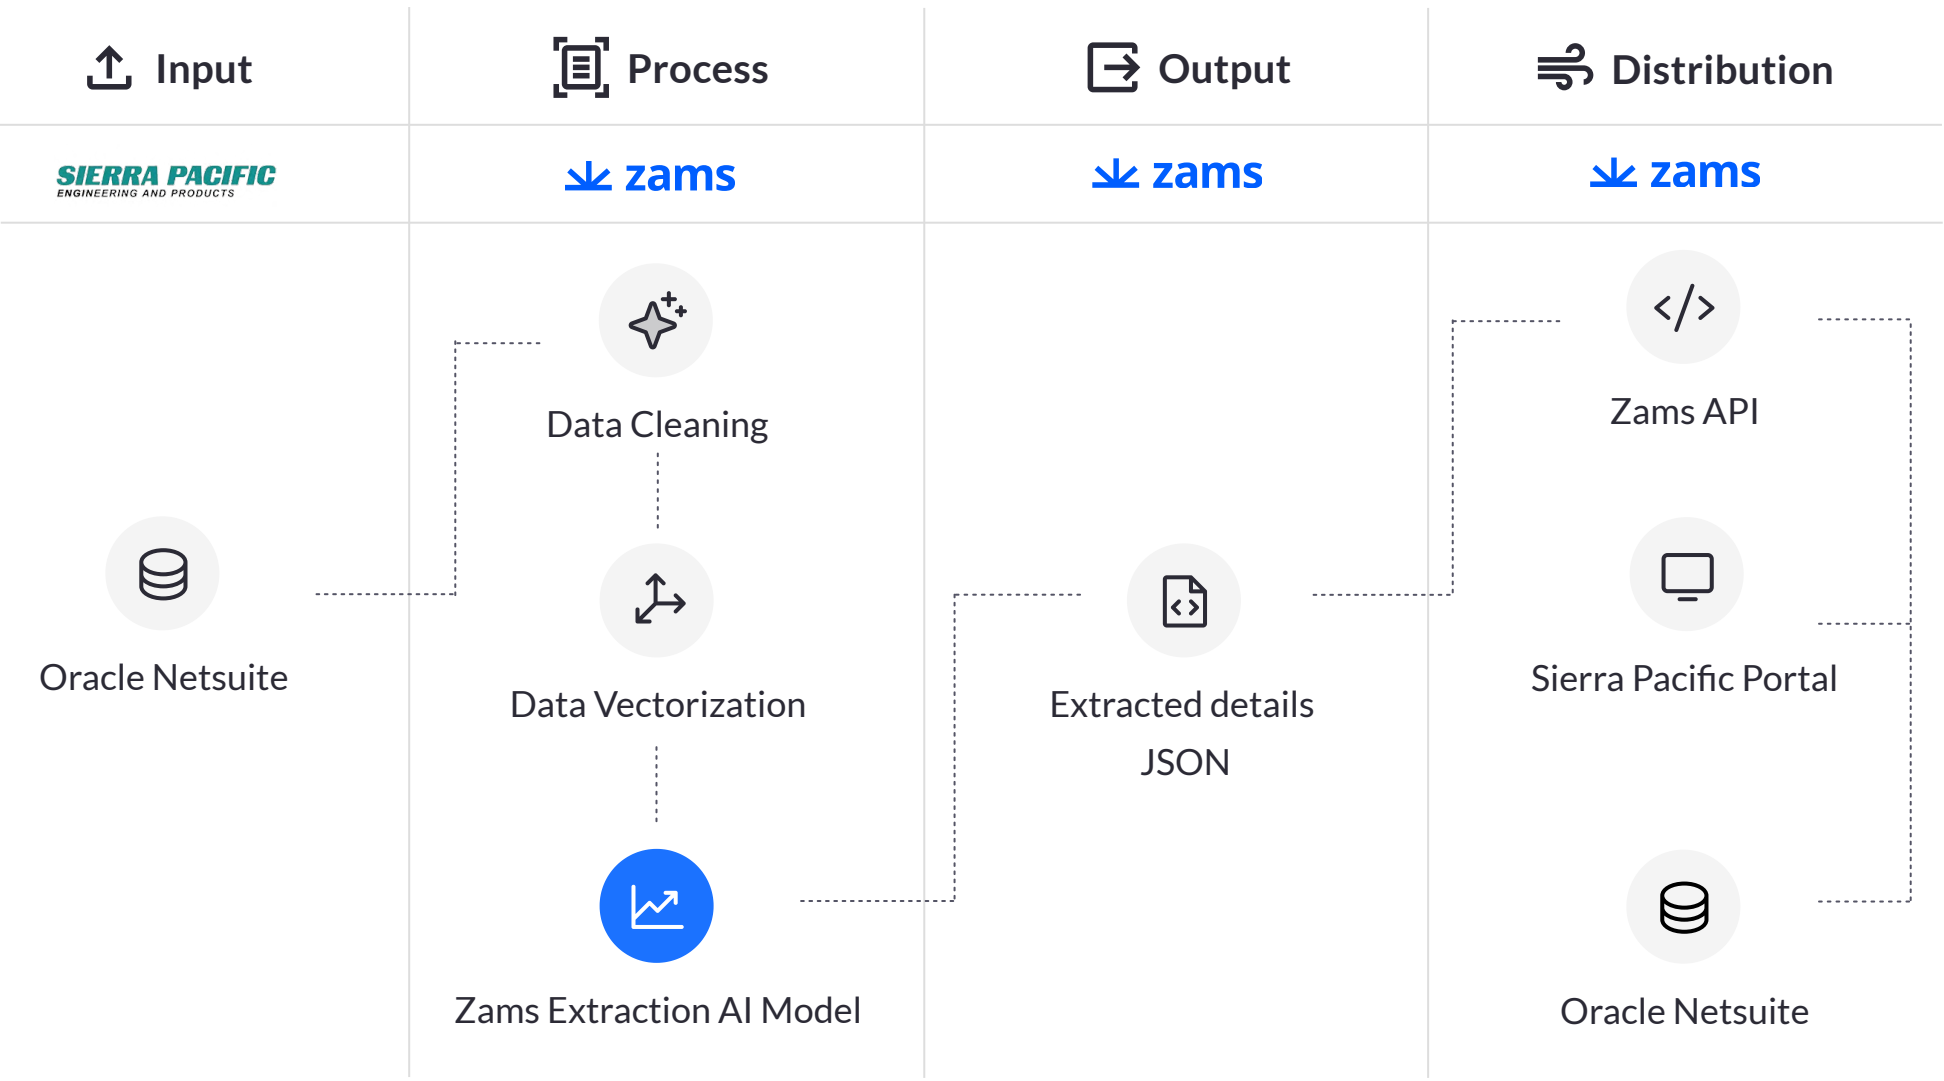 Input
Process
Output
Distribution
SIERRA PACIFIC
ENGINEERING AND PRODUCTS
zams
zams
zams
Oracle Netsuite
Data Cleaning
Data Vectorization
Zams Extraction AI Model
Extracted details
JSON
Zams API
Sierra Pacific Portal
Oracle Netsuite